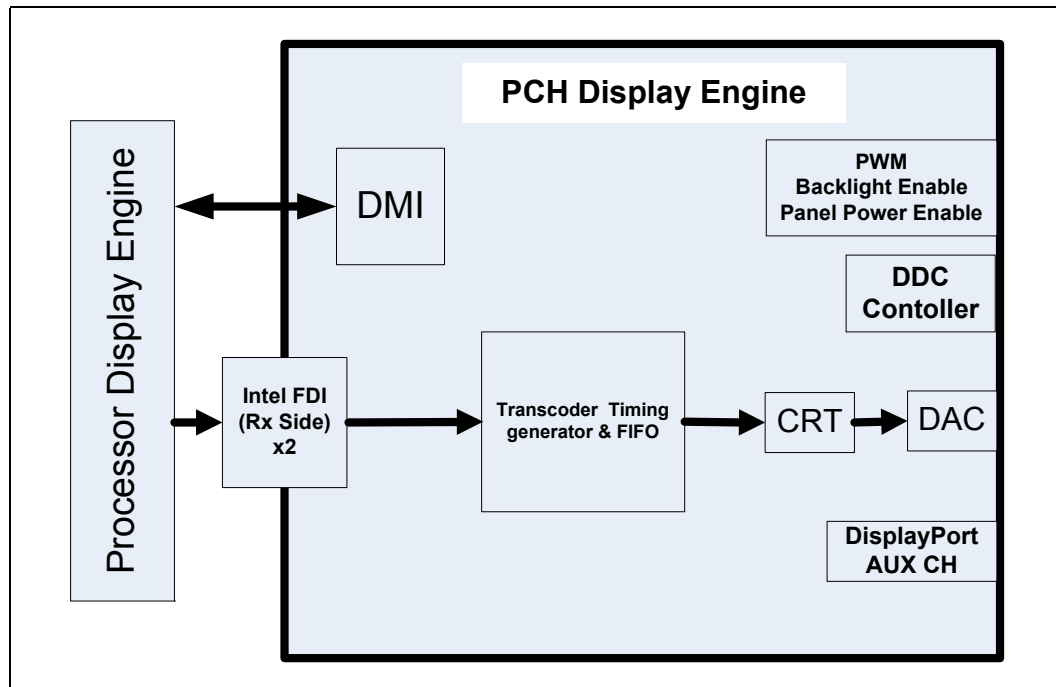 PCH Display Engine
Processor Display Engine
DMI
PWM
Backlight Enable
Panel Power Enable
DDC
Contoller
Intel FDI
(Rx Side)
x2
Transcoder Timing
generator & FIFO
CRT
DAC
DisplayPort
AUX CH